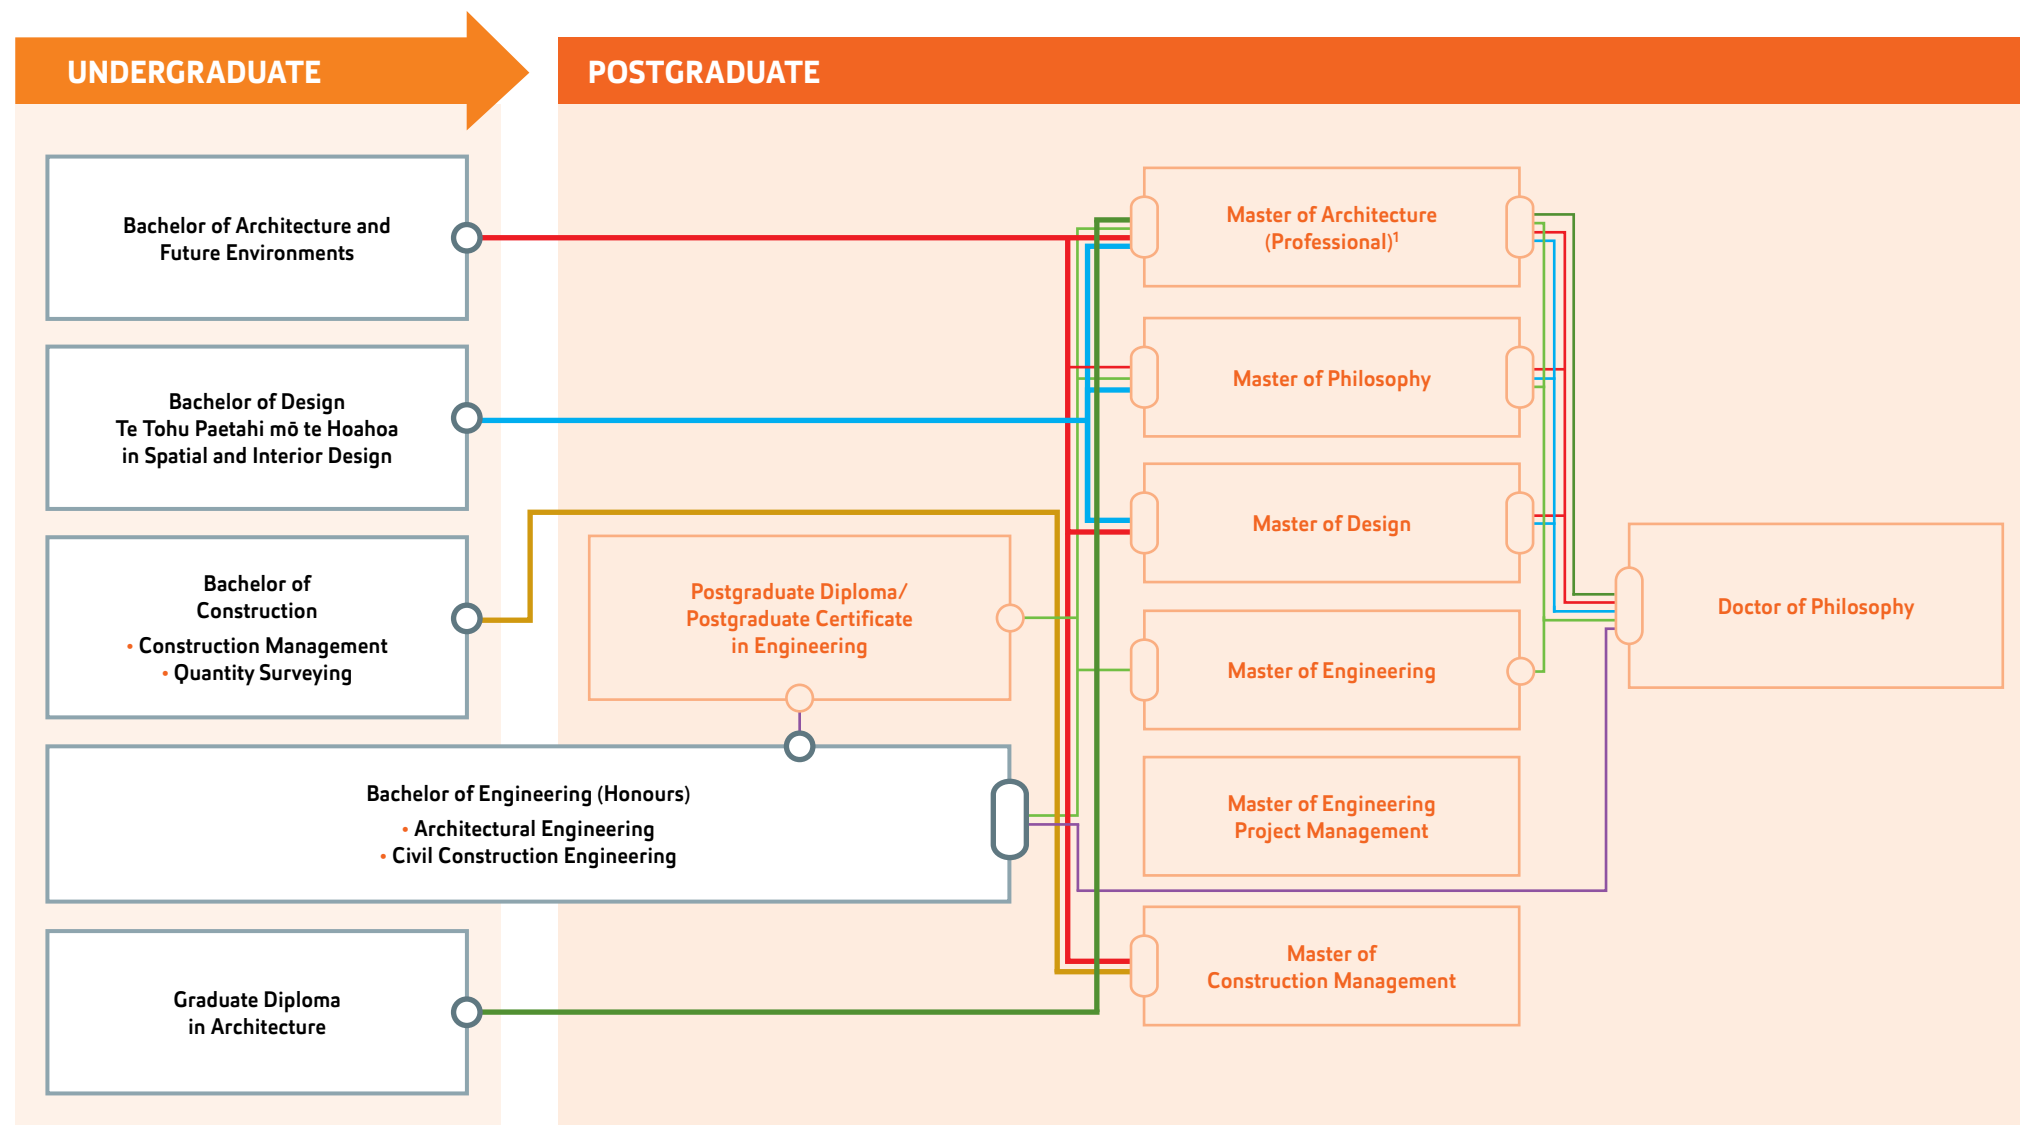 UNDERGRADUATE
POSTGRADUATE
Bachelor of Architecture and
Future Environments
Bachelor of Design
Te Tohu Paetahi mō te Hoahoa
in Spatial and Interior Design
Bachelor of
Construction
• Construction Management
• Quantity Surveying
Postgraduate Diploma/
Postgraduate Certificate
in Engineering
Bachelor of Engineering (Honours)
• Architectural Engineering
• Civil Construction Engineering
Graduate Diploma
in Architecture
Master of Architecture
(Professional)¹
Master of Philosophy
Master of Design
Master of Engineering
Master of Engineering
Project Management
Master of
Construction Management
Doctor of Philosophy